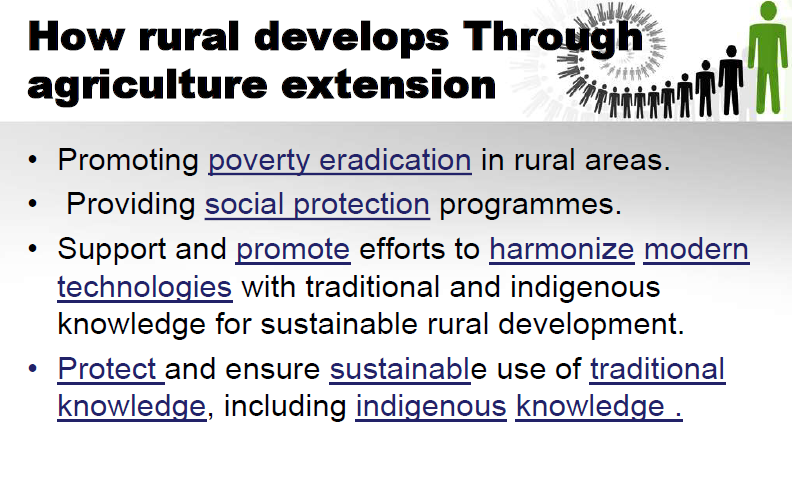 How rural develops Through
agriculture extension
• Promoting poverty eradication in rural areas.
• Providing social protection programmes.
• Support and promote efforts to harmonize modern
technologies with traditional and indigenous
knowledge for sustainable rural development.
• Protect and ensure sustainable use of traditional
knowledge, including indigenous knowledge .